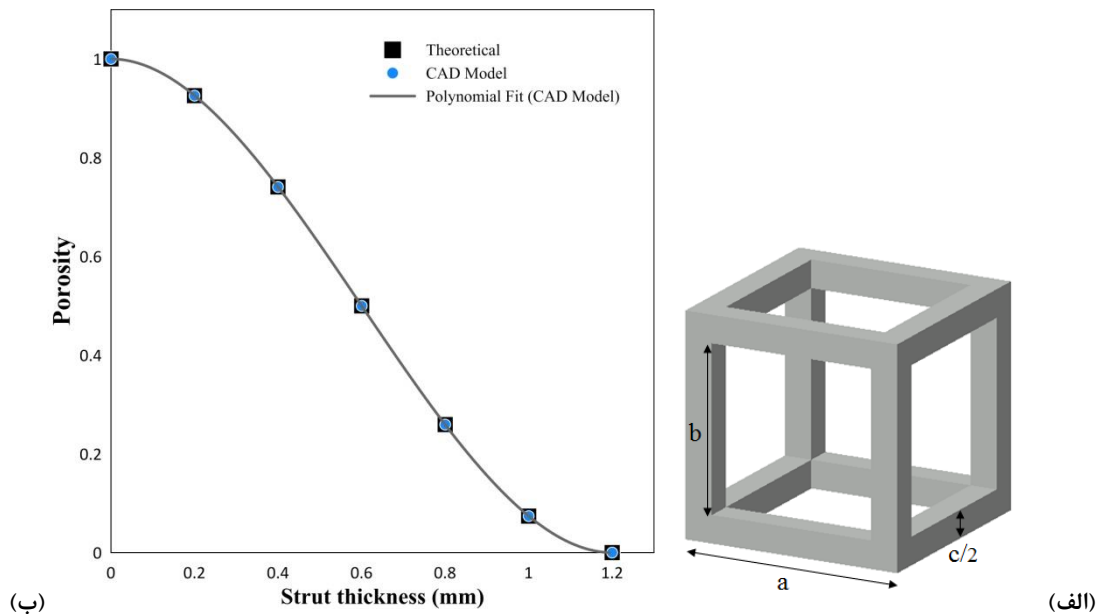 Theoretical
CAD Model
Polynomial Fit (CAD Model)
1
0.8
0.6
0.4
0.2
0
Porosity
0 0.2 0.4 0.6 0.8 1 1.2
Strut thickness (mm)
(ب)
b
c/2
a
(الف)